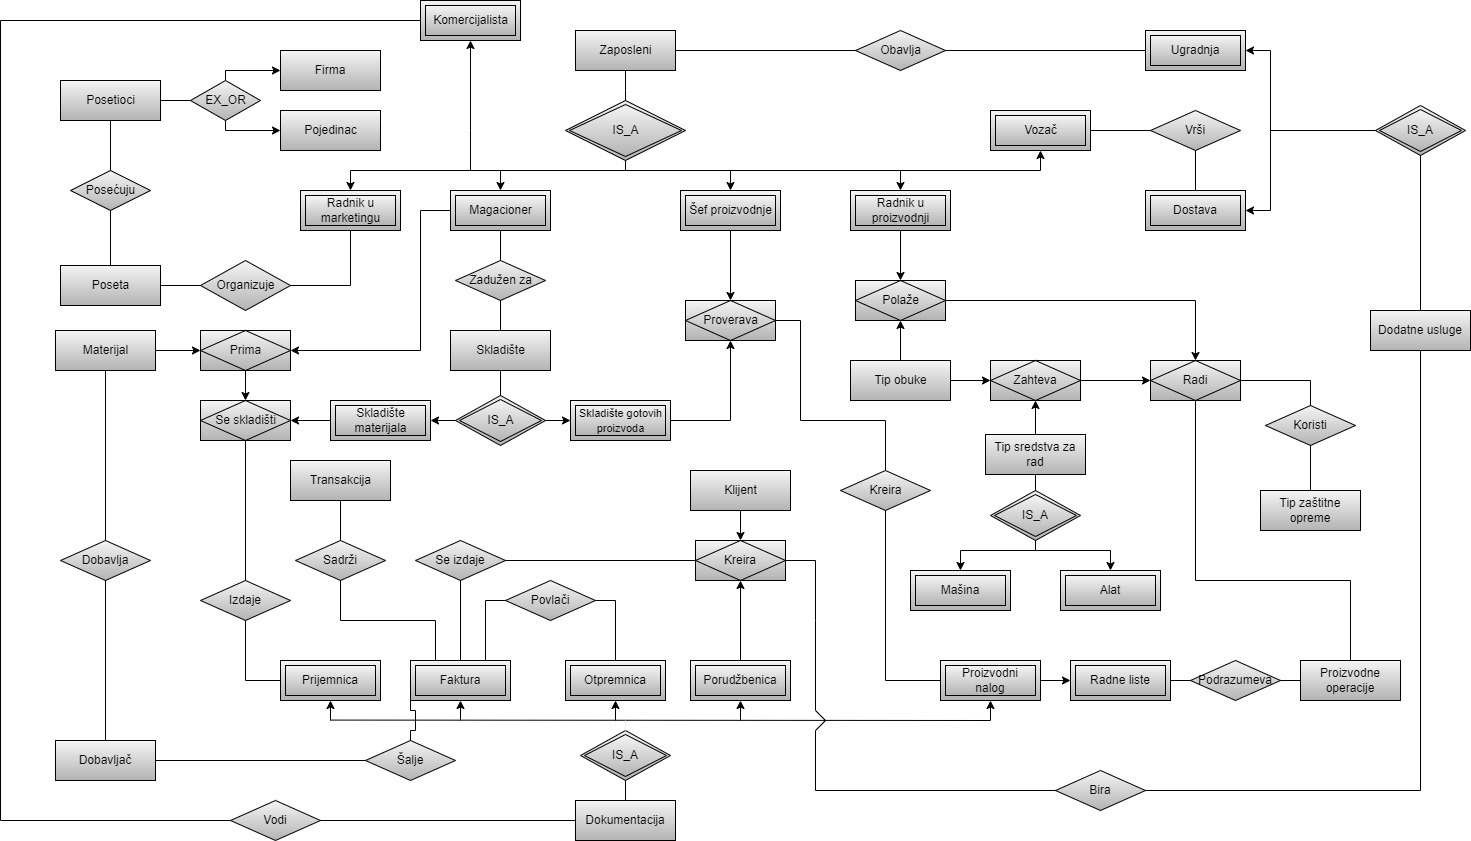 Komercijalista
Zaposleni
Obavlja
Ugradnja
Firma
Posetioci
EX_OR
Pojedinac
IS_A
Vozač
Vrši
IS_A
Posećuju
Radnik u
marketingu
Magacioner
Šef proizvodnje
Radnik u
proizvodnji
Dostava
Poseta
Organizuje
Zadužen za
Polaže
Proverava
Dodatne usluge
Materijal
Prima
Skladište
Tip obuke
Zahteva
Radi
Se skladišti
Skladište
materijala
IS_A
Skladište gotovih
proizvoda
Koristi
Tip sredstva za
rad
Transakcija
Klijent
Kreira
IS_A
Tip zaštitne
opreme
Dobavlja
Sadrži
Se izdaje
Kreira
Mašina
Alat
Izdaje
Povlači
Prijemnica
Faktura
Otpremnica
Porudžbenica
Proizvodni
nalog
Radne liste
Podrazumeva
Proizvodne
operacije
Dobavljač
Šalje
IS_A
Bira
Vodi
Dokumentacija